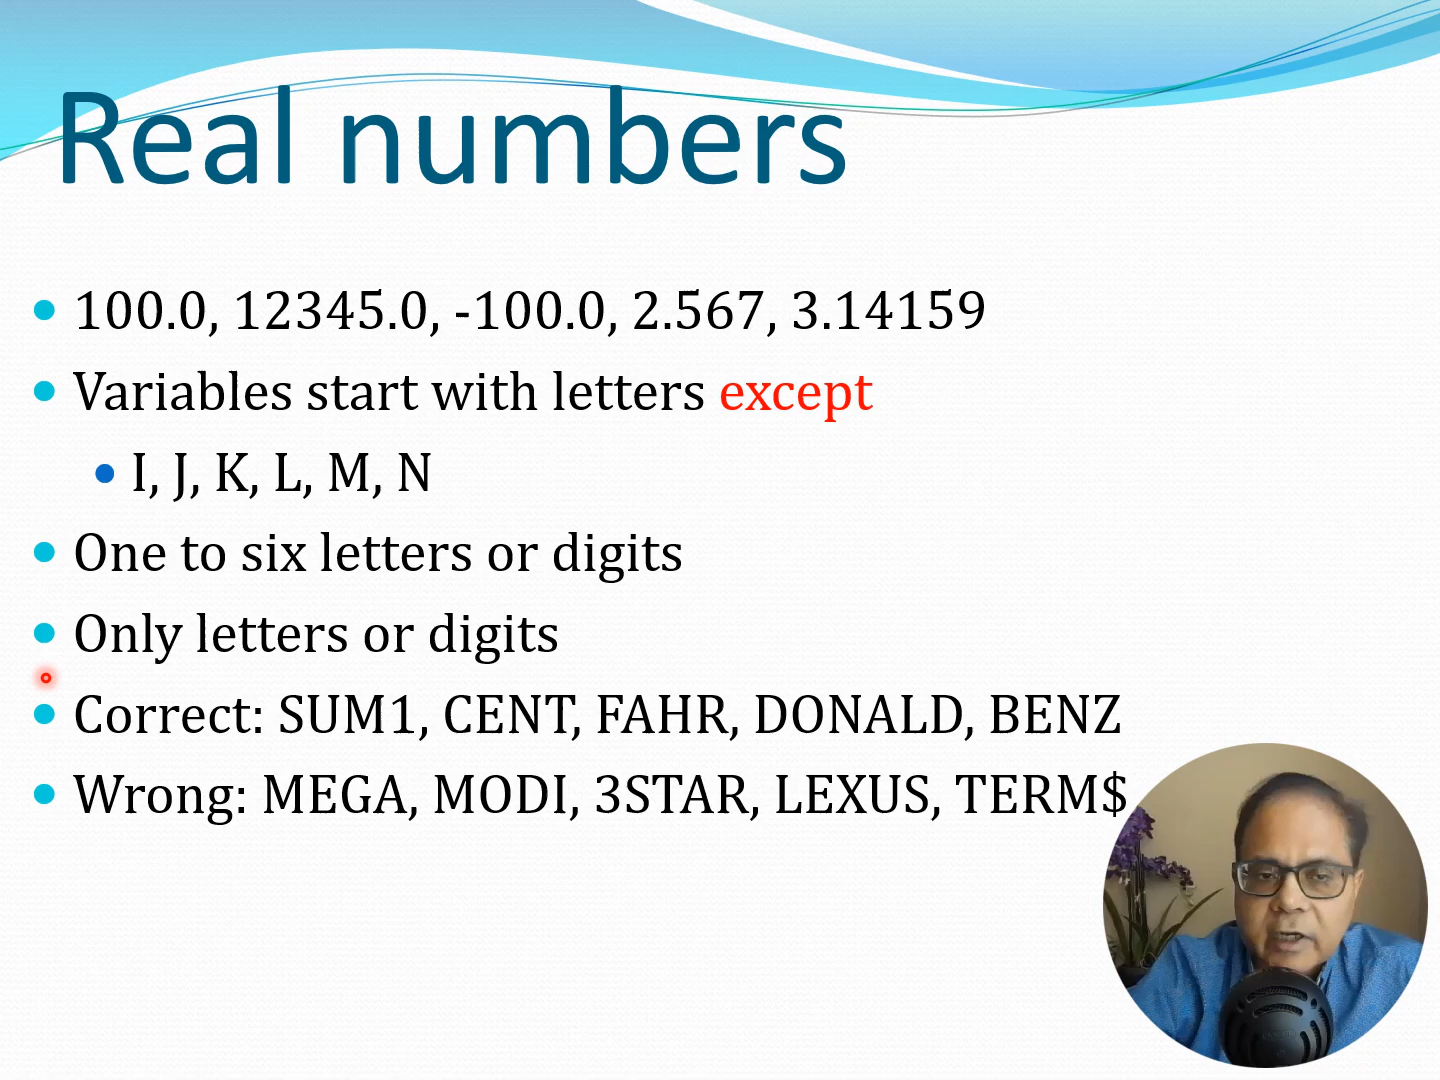 Real numbers
100.0, 12345.0, -100.0, 2.567, 3.14159
Variables start with letters except
I, J, K, L, M, N
One to six letters or digits
Only letters or digits
Correct: SUM1, CENT, FAHR, DONALD, BENZ
Wrong: MEGA, MODI, 3STAR, LEXUS, TERM$